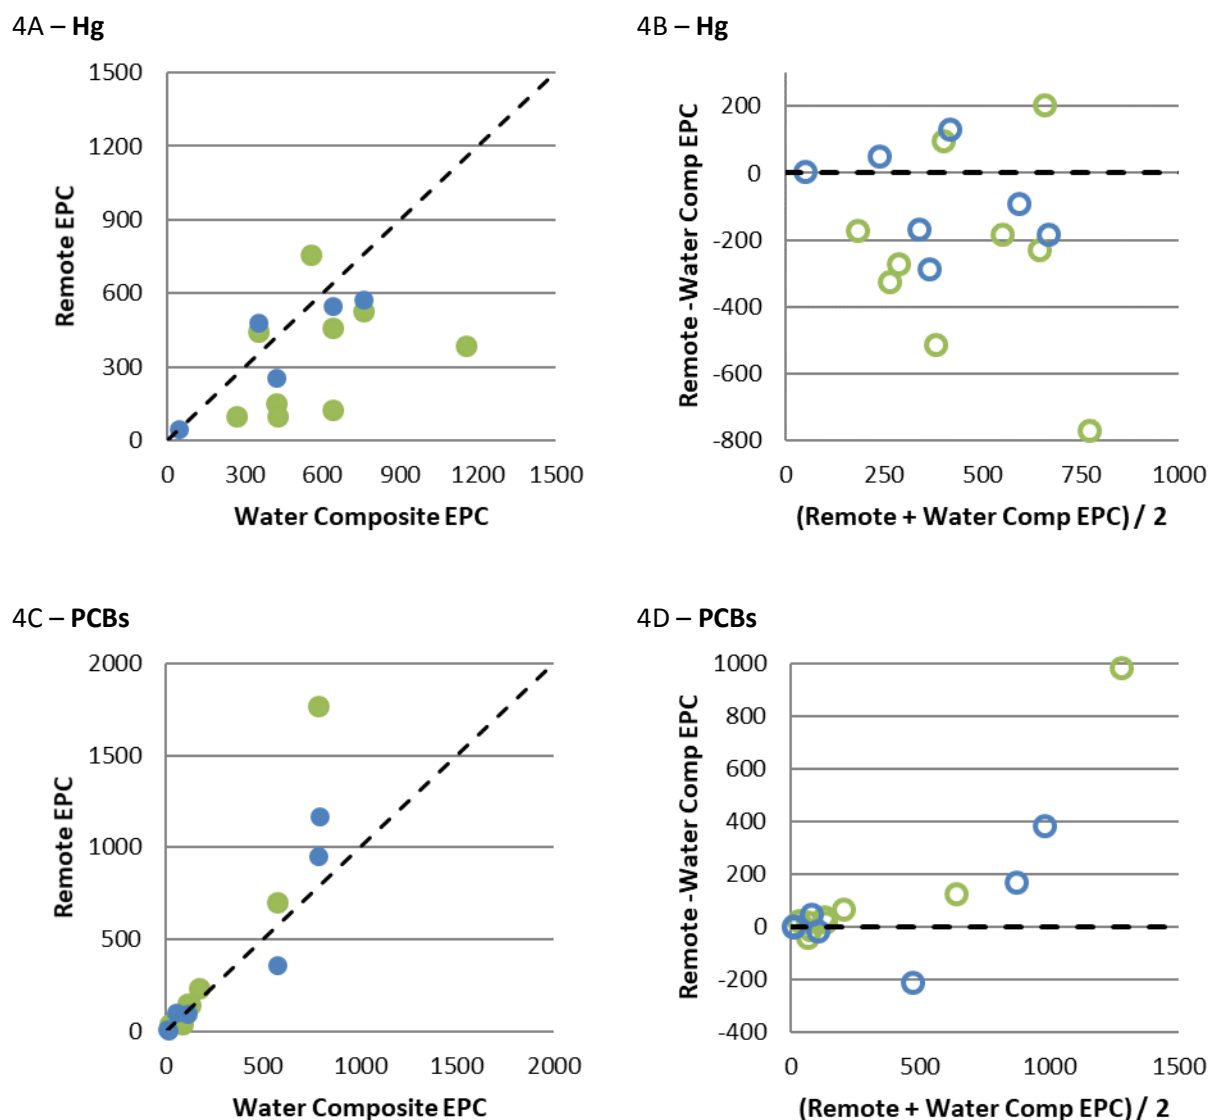 4A – Hg
1500
1200
900
600
300
0
Remote EPC
0 300 600 900 1200 1500
Water Composite EPC
4B – Hg
200
0
-200
-400
-600
-800
Remote -Water Comp EPC
0 250 500 750 1000
(Remote + Water Comp EPC) / 2
4C – PCBs
2000
1500
1000
500
0
Remote EPC
0 500 1000 1500 2000
Water Composite EPC
4D – PCBs
1000
800
600
400
200
0
-200
-400
Remote -Water Comp EPC
0 500 1000 1500
(Remote + Water Comp EPC) / 2